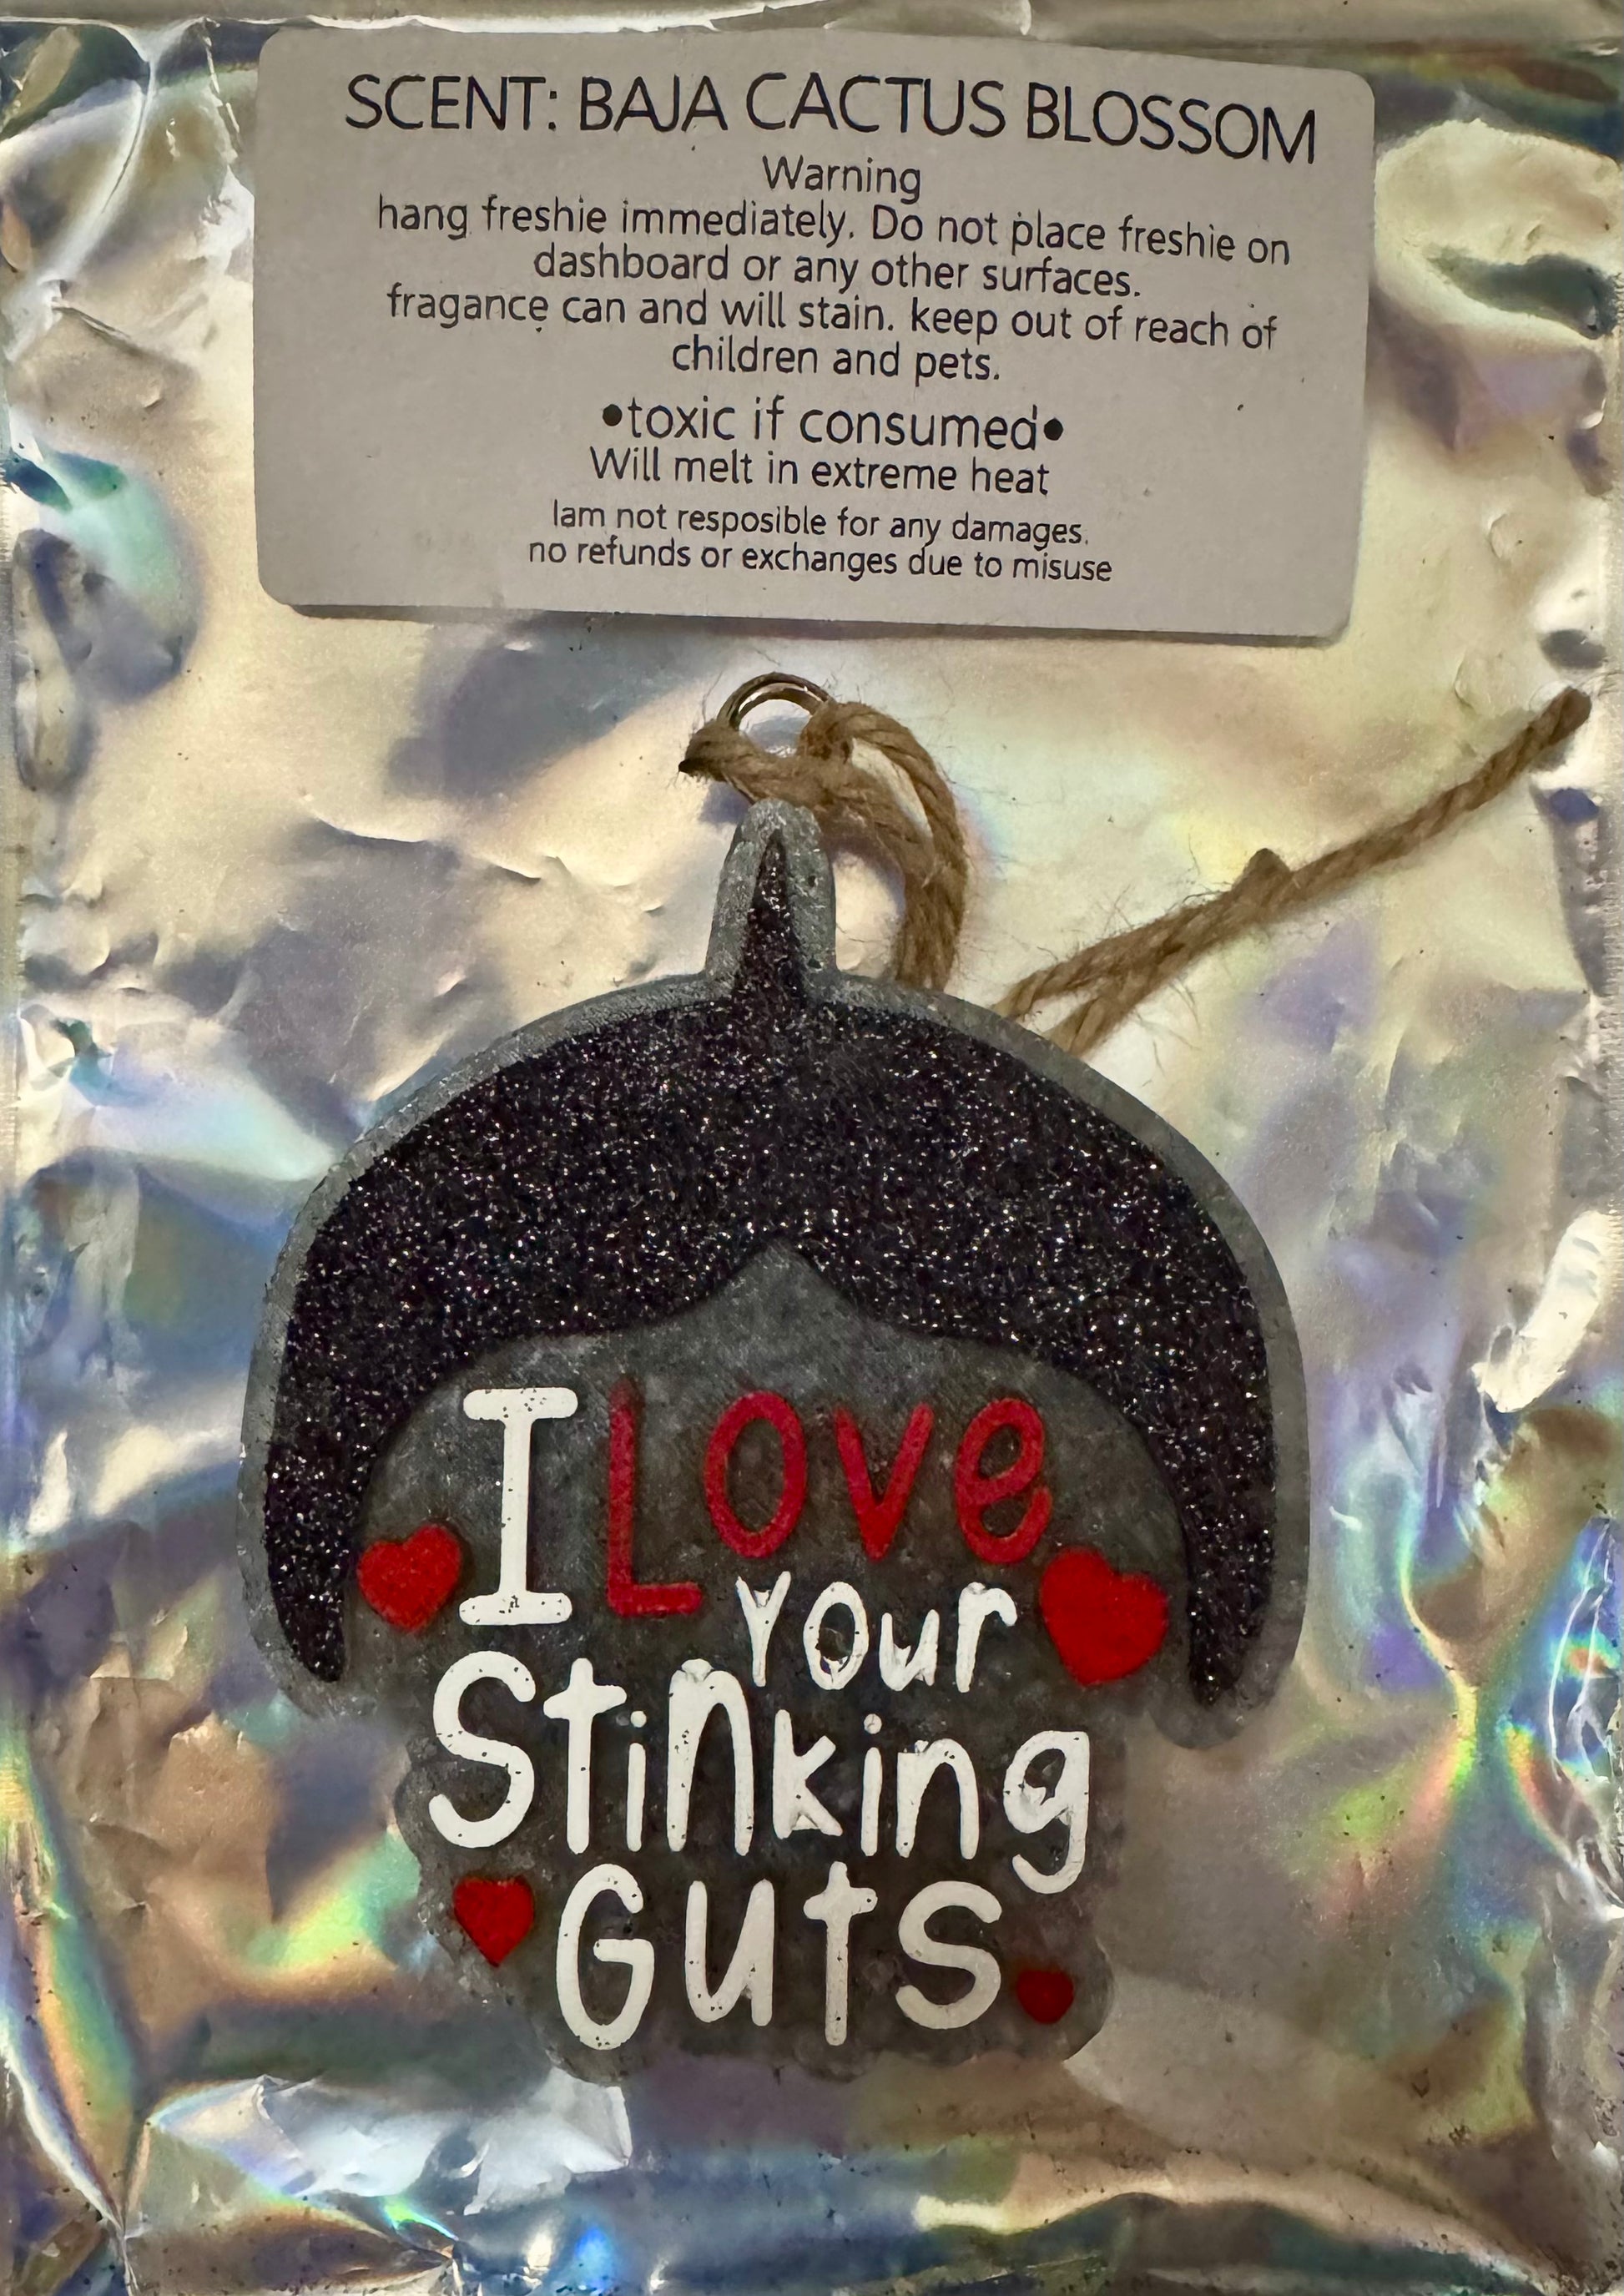 SCENT: BAJA CACTUS BLOSSOM
Warning
hang freshie immediately. Do not place freshie on
dashboard or any other surfaces.
fragance can and will stain. keep out of reach of
children and pets.
•toxic if consumed•
Will melt in extreme heat
Iam not resposible for any damages.
no refunds or exchanges due to misuse
I Love
Your
Stinking
Guts